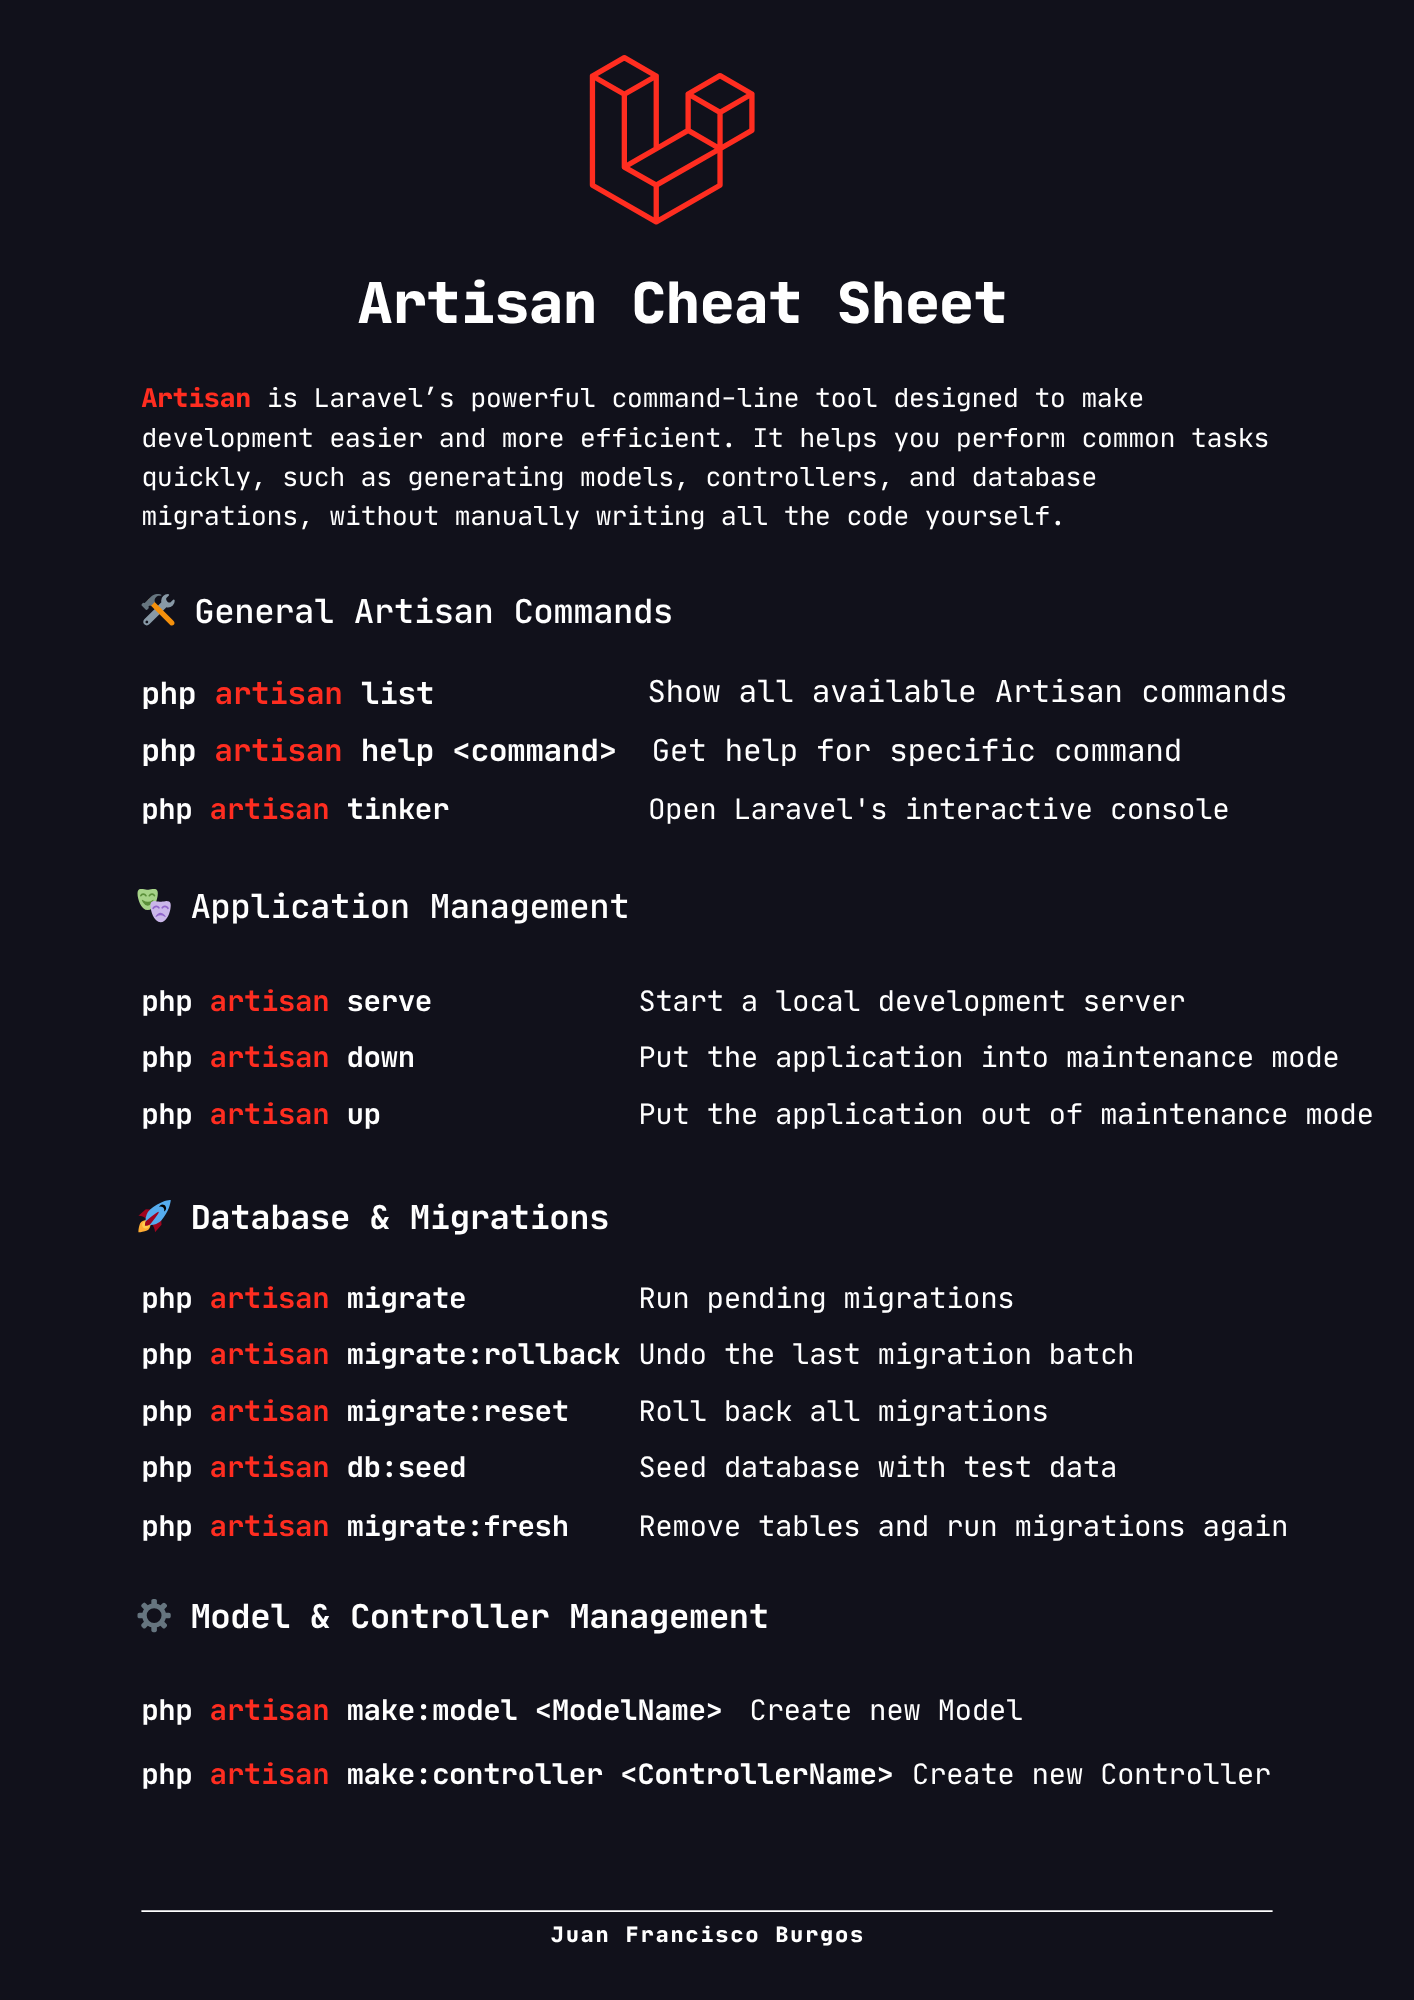 Artisan Cheat Sheet
Artisan is Laravel’s powerful command-line tool designed to make
development easier and more efficient. It helps you perform common tasks
quickly, such as generating models, controllers, and database
migrations, without manually writing all the code yourself.
🛠️ General Artisan Commands
php artisan list Show all available Artisan commands
php artisan help <command> Get help for specific command
php artisan tinker Open Laravel's interactive console
🎭 Application Management
php artisan serve Start a local development server
php artisan down Put the application into maintenance mode
php artisan up Put the application out of maintenance mode
🚀 Database & Migrations
php artisan migrate Run pending migrations
php artisan migrate:rollback Undo the last migration batch
php artisan migrate:reset Roll back all migrations
php artisan db:seed Seed database with test data
php artisan migrate:fresh Remove tables and run migrations again
⚙️ Model & Controller Management
php artisan make:model <ModelName> Create new Model
php artisan make:controller <ControllerName> Create new Controller
Juan Francisco Burgos